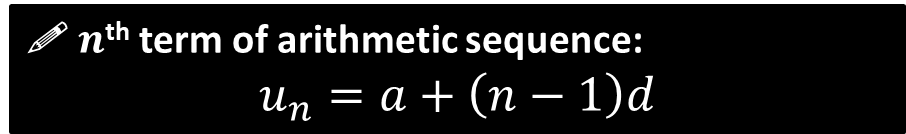 nᵗʰ term of arithmetic sequence:
uₙ = a + (n − 1)d